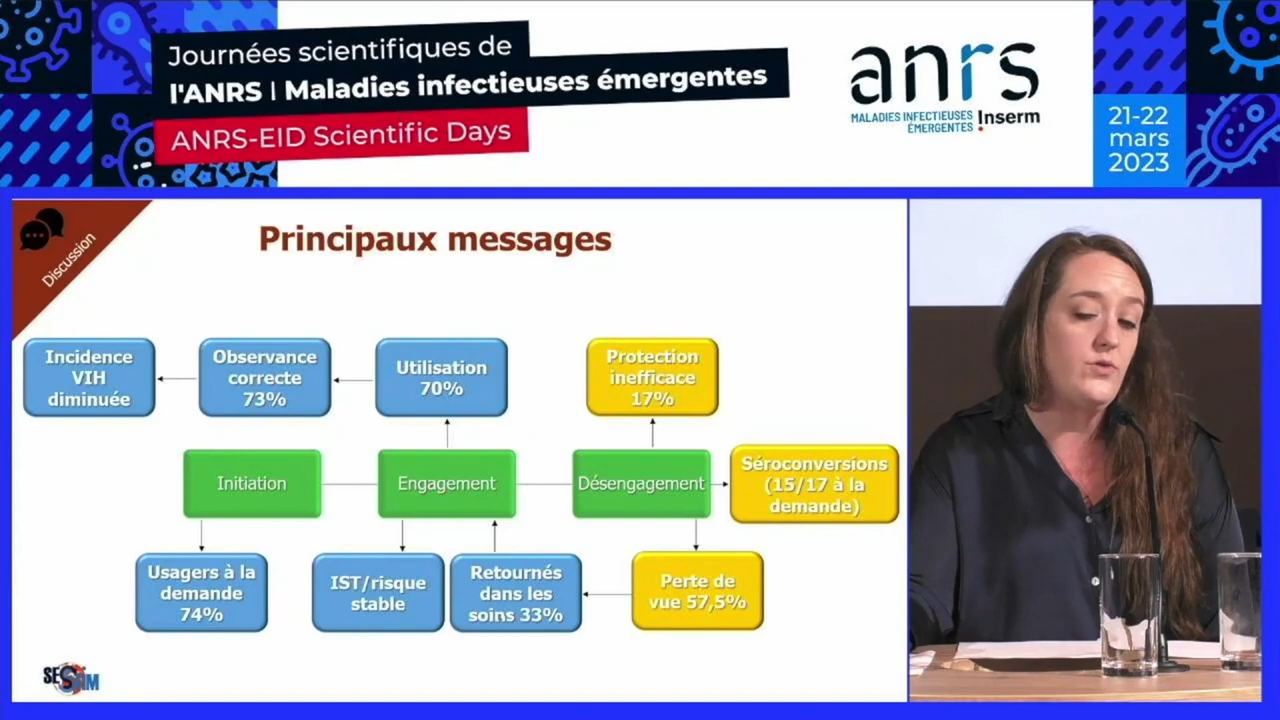 Journées scientifiques de
l'ANRS | Maladies infectieuses émergentes
ANRS-EID Scientific Days
anrs
MALADIES INFECTIEUSES
ÉMERGENTES Inserm
21-22
mars
2023
Discussion
Principaux messages
Incidence
VIH
diminuée
Observance
correcte
73%
Utilisation
70%
Protection
inefficace
17%
Initiation
Engagement
Désengagement
Séroconversions
(15/17 à la
demande)
Usagers à la
demande
74%
IST/risque
stable
Retournés
dans les
soins 33%
Perte de
vue 57,5%
SESSAM